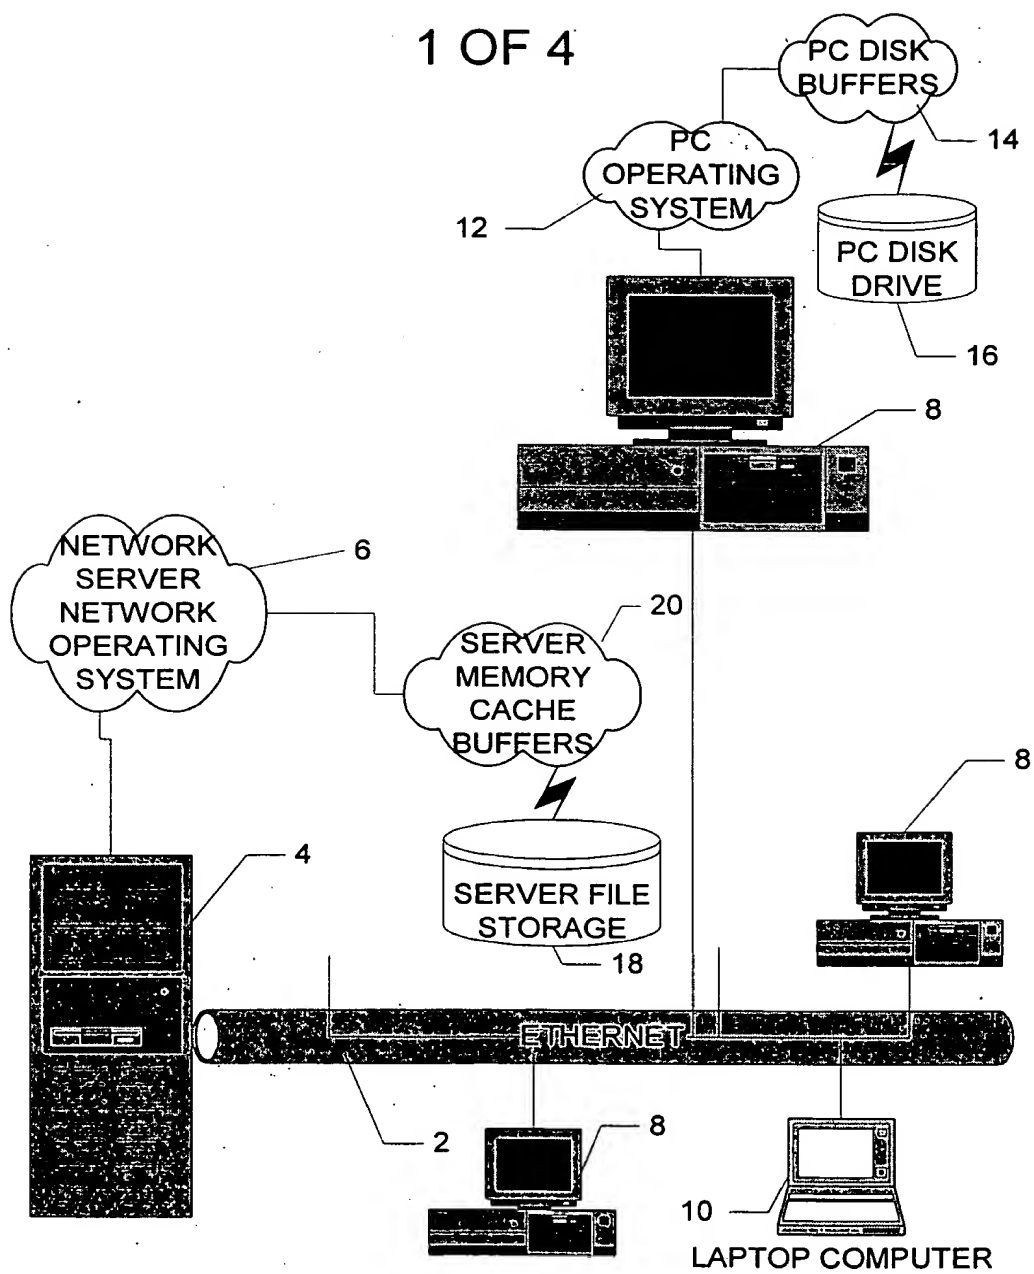 1 OF 4
PC DISK
BUFFERS
14
PC
OPERATING
SYSTEM
12
PC DISK
DRIVE
16
8
NETWORK
SERVER
NETWORK
OPERATING
SYSTEM
6
20
SERVER
MEMORY
CACHE
BUFFERS
8
4
SERVER FILE
STORAGE
18
ETHERNET
2
8
10
LAPTOP COMPUTER